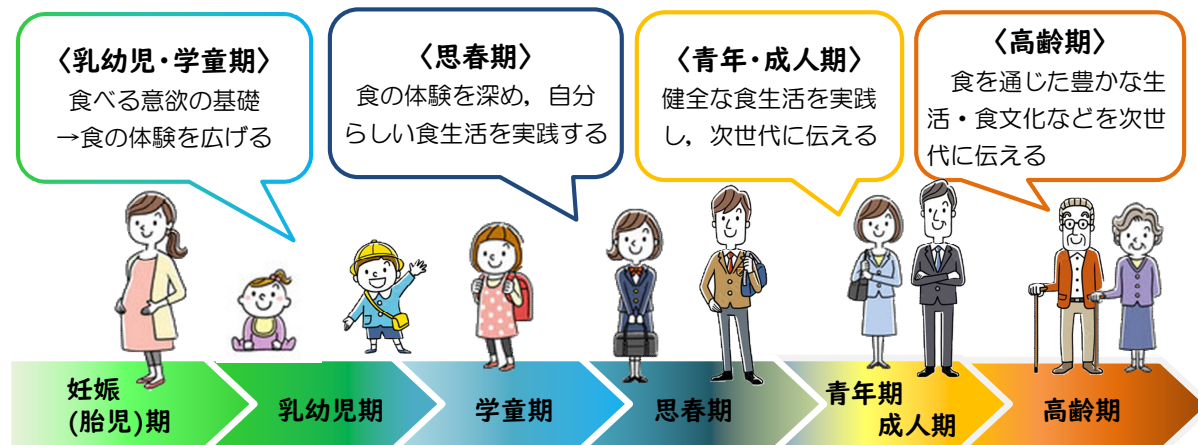 〈乳幼児・学童期〉
食べる意欲の基礎
→食の体験を広げる
〈思春期〉
食の体験を深め，自分
らしい食生活を実践する
〈青年・成人期〉
健全な食生活を実践
し，次世代に伝える
〈高齢期〉
食を通じた豊かな生
活・食文化などを次世
代に伝える
妊娠
(胎児)期
乳幼児期
学童期
思春期
青年期
成人期
高齢期